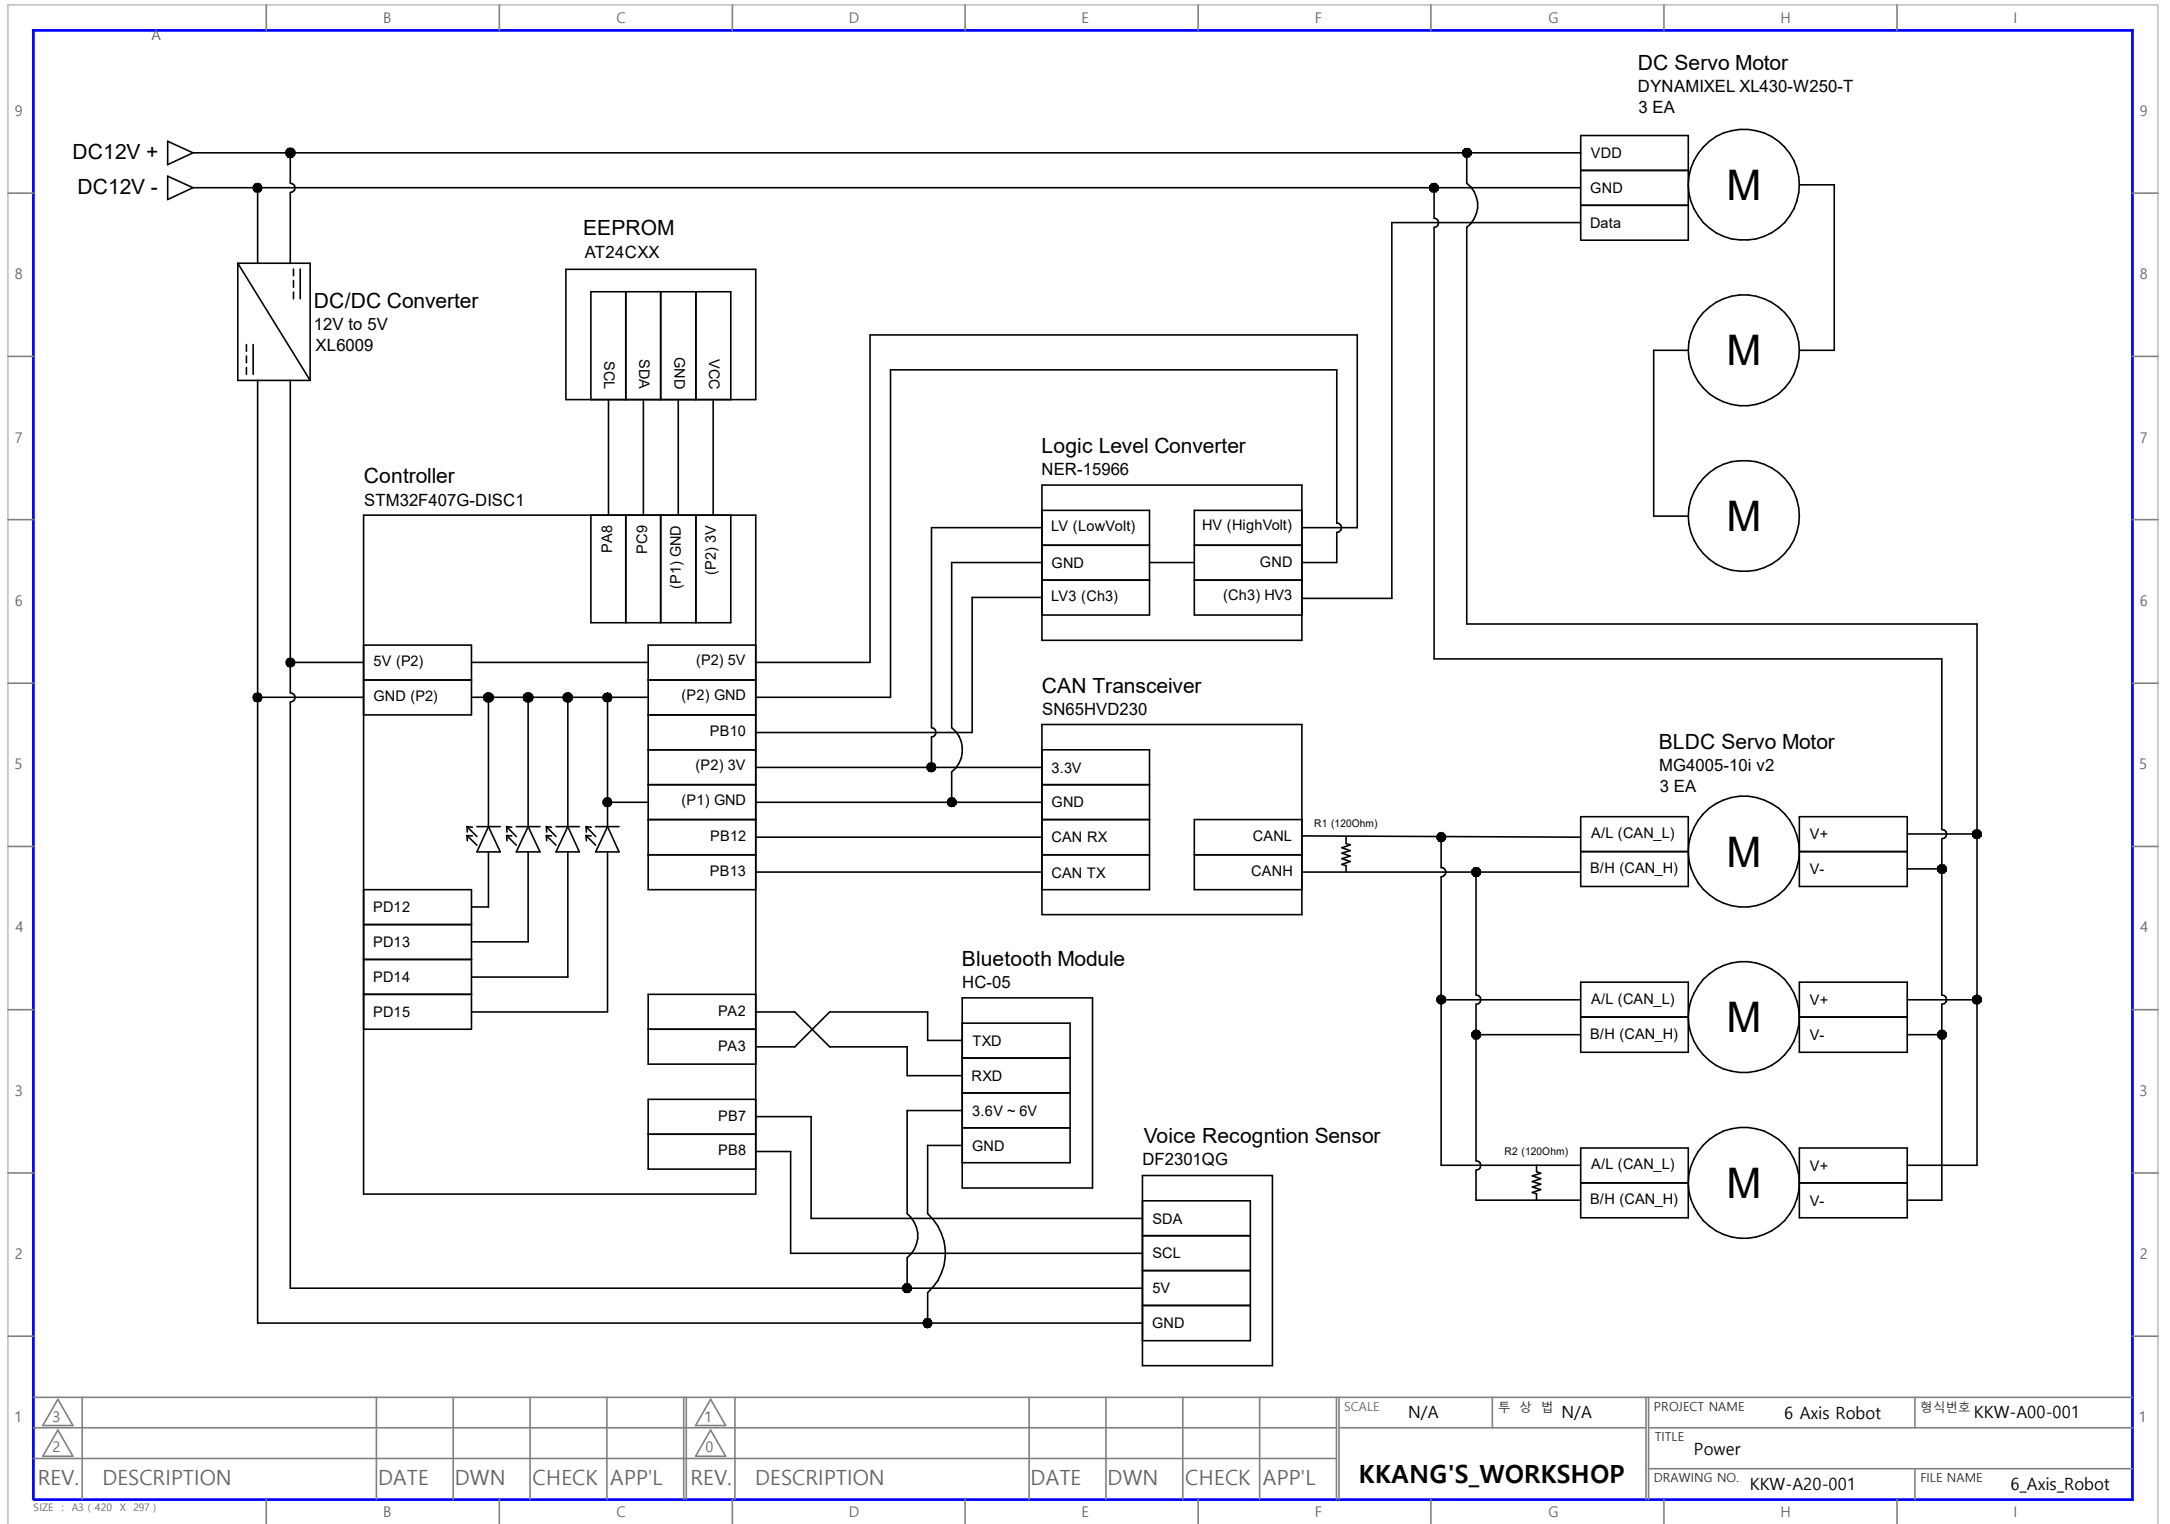 A
B
C
D
E
F
G
H
I
9
8
7
6
5
4
3
2
1
DC12V +
DC12V -
DC/DC Converter
12V to 5V
XL6009
EEPROM
AT24CXX
SCL
SDA
GND
VCC
Controller
STM32F407G-DISC1
PA8
PC9
(P1) GND
(P2) 3V
5V (P2)
GND (P2)
PD12
PD13
PD14
PD15
(P2) 5V
(P2) GND
PB10
(P2) 3V
(P1) GND
PB12
PB13
PA2
PA3
PB7
PB8
Logic Level Converter
NER-15966
LV (LowVolt)
GND
LV3 (Ch3)
HV (HighVolt)
GND
(Ch3) HV3
CAN Transceiver
SN65HVD230
3.3V
GND
CAN RX
CAN TX
CANL
CANH
R1 (120Ohm)
Bluetooth Module
HC-05
TXD
RXD
3.6V ~ 6V
GND
Voice Recogntion Sensor
DF2301QG
SDA
SCL
5V
GND
DC Servo Motor
DYNAMIXEL XL430-W250-T
3 EA
VDD
GND
Data
M
M
M
BLDC Servo Motor
MG4005-10i v2
3 EA
A/L (CAN_L)
B/H (CAN_H)
M
V+
V-
A/L (CAN_L)
B/H (CAN_H)
M
V+
V-
R2 (120Ohm)
A/L (CAN_L)
B/H (CAN_H)
M
V+
V-
9
8
7
6
5
4
3
2
1
3
2
REV. DESCRIPTION DATE DWN CHECK APP'L
1
0
REV. DESCRIPTION DATE DWN CHECK APP'L
SCALE N/A
투 상 법 N/A
KKANG'S_WORKSHOP
PROJECT NAME 6 Axis Robot
형식번호 KKW-A00-001
TITLE
Power
DRAWING NO. KKW-A20-001
FILE NAME 6_Axis_Robot
SIZE : A3 ( 420 X 297 )
B
C
D
E
F
G
H
I